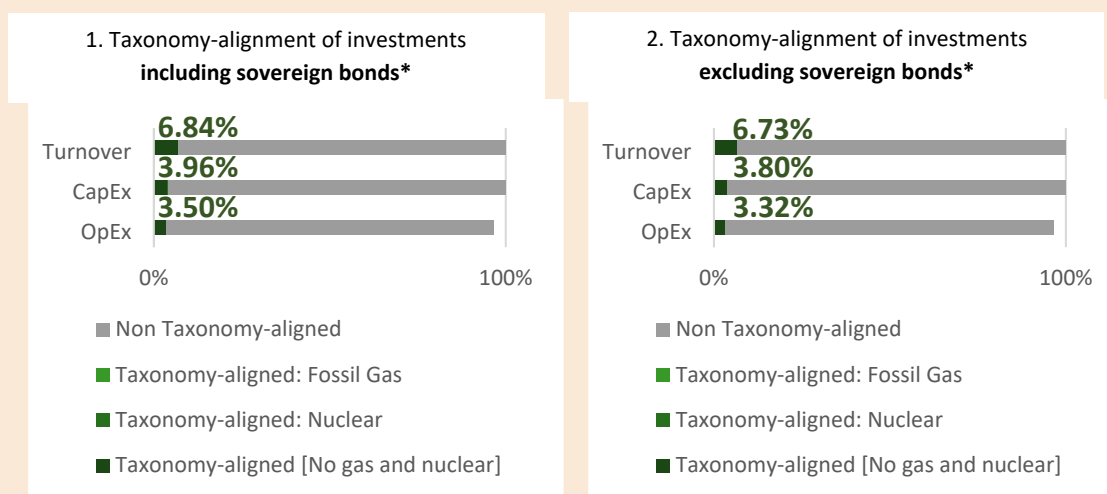 1. Taxonomy-alignment of investments
including sovereign bonds*
6.84%
Turnover
3.96%
CapEx
3.50%
OpEx
0%
100%
Non Taxonomy-aligned
Taxonomy-aligned: Fossil Gas
Taxonomy-aligned: Nuclear
Taxonomy-aligned [No gas and nuclear]
2. Taxonomy-alignment of investments
excluding sovereign bonds*
6.73%
Turnover
3.80%
CapEx
3.32%
OpEx
0%
100%
Non Taxonomy-aligned
Taxonomy-aligned: Fossil Gas
Taxonomy-aligned: Nuclear
Taxonomy-aligned [No gas and nuclear]